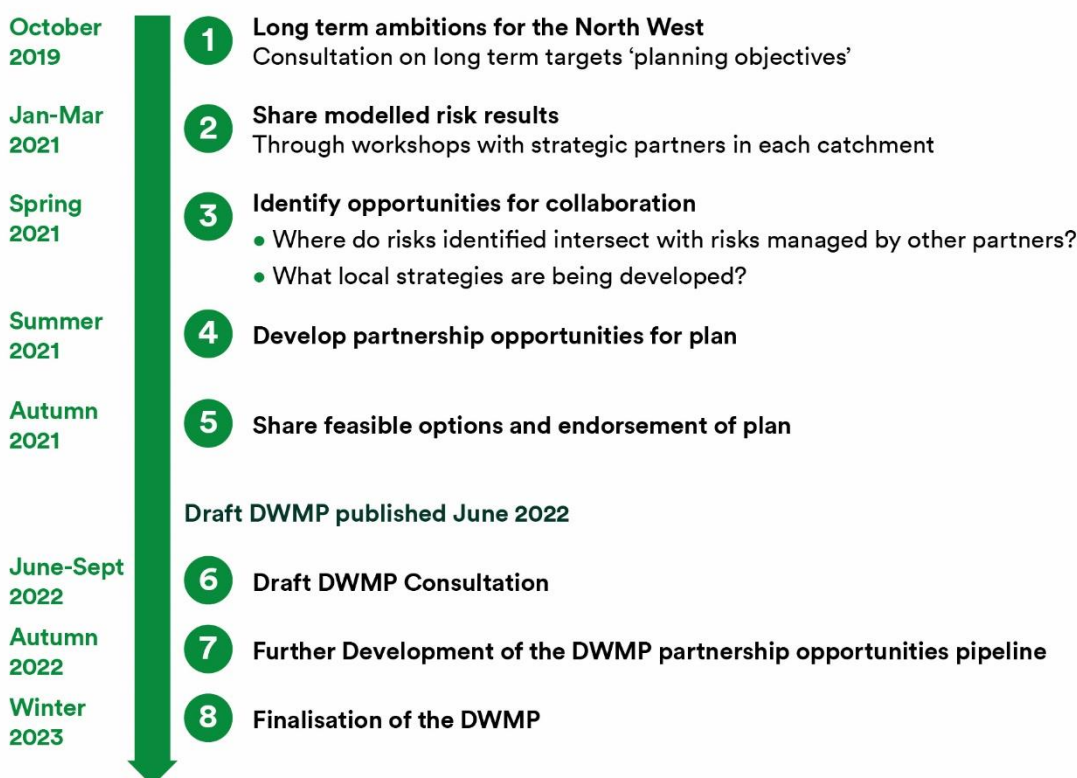 October
2019
1
Long term ambitions for the North West
Consultation on long term targets ‘planning objectives’
Jan-Mar
2021
2
Share modelled risk results
Through workshops with strategic partners in each catchment
Spring
2021
3
Identify opportunities for collaboration
• Where do risks identified intersect with risks managed by other partners?
• What local strategies are being developed?
Summer
2021
4
Develop partnership opportunities for plan
Autumn
2021
5
Share feasible options and endorsement of plan
Draft DWMP published June 2022
June-Sept
2022
6
Draft DWMP Consultation
Autumn
2022
7
Further Development of the DWMP partnership opportunities pipeline
Winter
2023
8
Finalisation of the DWMP